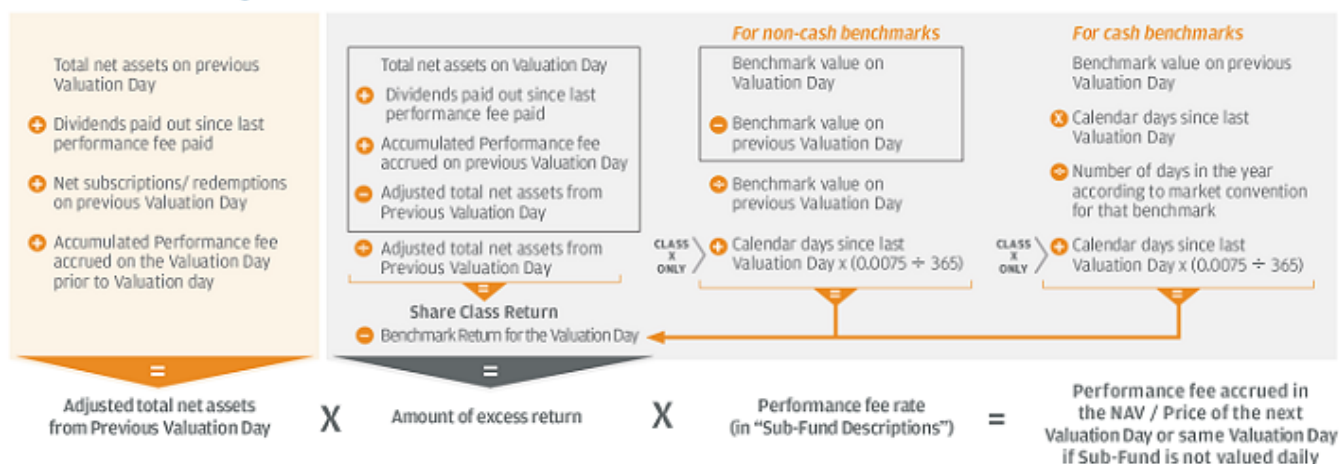 Total net assets on previous
Valuation Day
+ Dividends paid out since last
performance fee paid
+ Net subscriptions/ redemptions
on previous Valuation Day
+ Accumulated Performance fee
accrued on the Valuation Day
prior to Valuation day
=
Adjusted total net assets
from Previous Valuation Day
X
Total net assets on Valuation Day
+ Dividends paid out since last
performance fee paid
+ Accumulated Performance fee
accrued on previous Valuation Day
− Adjusted total net assets from
Previous Valuation Day
÷ Adjusted total net assets from
Previous Valuation Day
=
Share Class Return
− Benchmark Return for the Valuation Day
=
Amount of excess return
For non-cash benchmarks
Benchmark value on
Valuation Day
− Benchmark value on
previous Valuation Day
÷ Benchmark value on
previous Valuation Day
CLASS
X
ONLY
+ Calendar days since last
Valuation Day x (0.0075 ÷ 365)
=
For cash benchmarks
Benchmark value on previous
Valuation Day
X Calendar days since last
Valuation Day
÷ Number of days in the year
according to market convention
for that benchmark
CLASS
X
ONLY
+ Calendar days since last
Valuation Day x (0.0075 ÷ 365)
=
X
Performance fee rate
(in “Sub-Fund Descriptions”)
=
Performance fee accrued in
the NAV / Price of the next
Valuation Day or same Valuation Day
if Sub-Fund is not valued daily